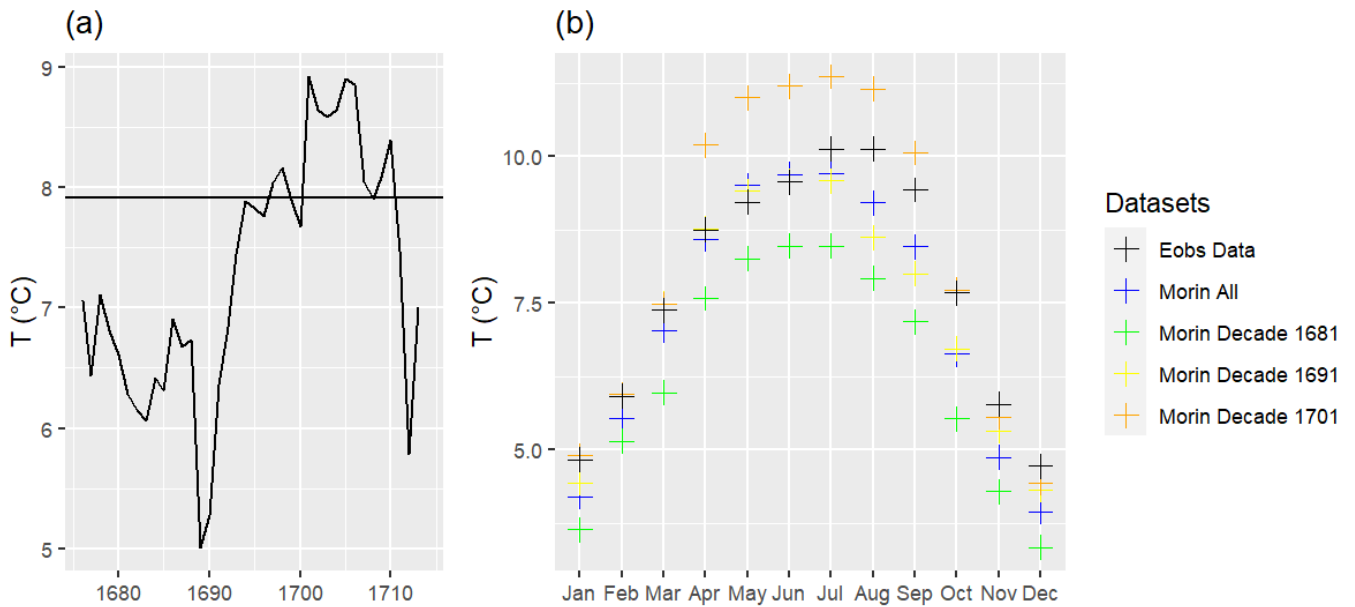 (a)
T (°C)
9
8
7
6
5
1680 1690 1700 1710
(b)
T (°C)
10.0
7.5
5.0
Jan Feb Mar Apr May Jun Jul Aug Sep Oct Nov Dec
Datasets
Eobs Data
Morin All
Morin Decade 1681
Morin Decade 1691
Morin Decade 1701